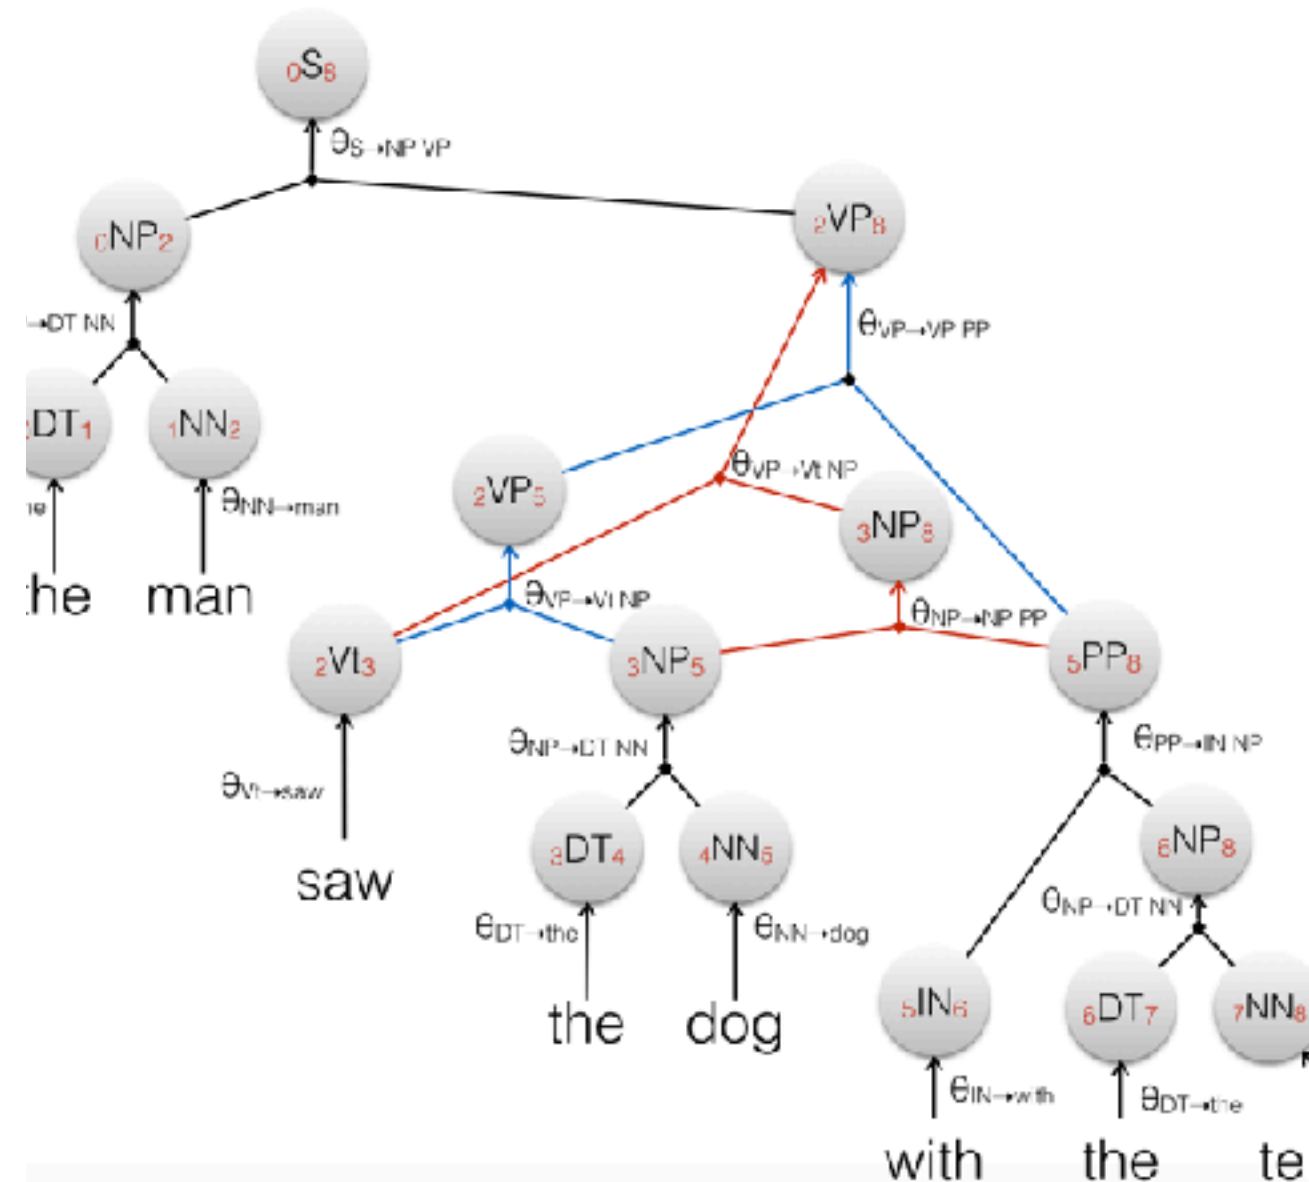 0S8
θS→NP VP
0NP2
2VP8
→DT NN
θVP→VP PP
DT1
1NN2
θVP→Vt NP
2VP5
3NP8
θNN→man
the man
θVP→Vt NP
θNP→NP PP
2Vt3
3NP5
5PP8
θNP→DT NN
θPP→IN NP
θVt→saw
3DT4
4NN5
6NP8
saw
θNP→DT NN
θDT→the
θNN→dog
5IN6
6DT7
7NN8
the dog
θIN→with
θDT→the
with the te